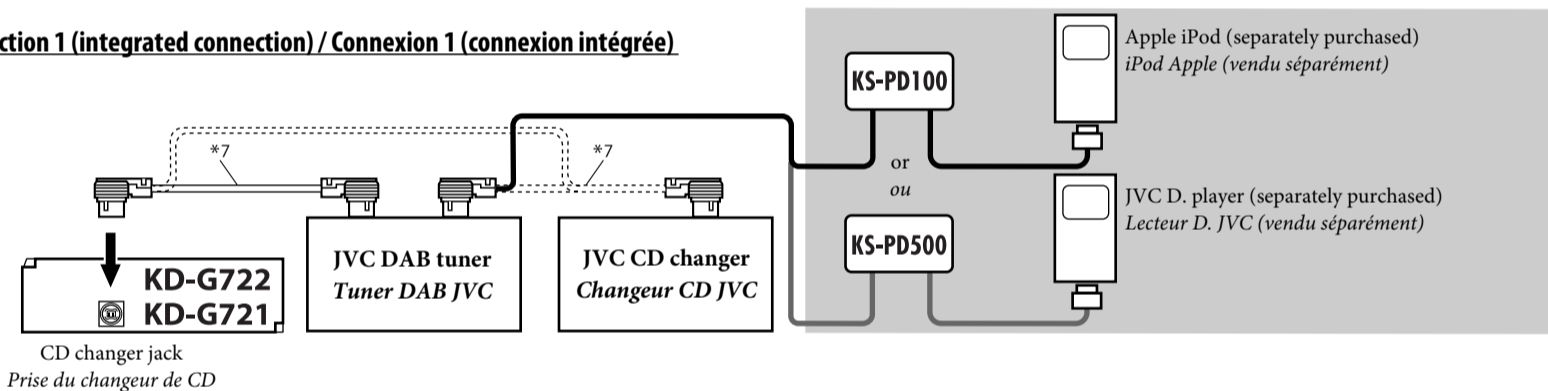 ction 1 (integrated connection) / Connexion 1 (connexion intégrée)
Apple iPod (separately purchased)
iPod Apple (vendu séparément)
KS-PD100
*7
*7
or
ou
JVC D. player (separately purchased)
Lecteur D. JVC (vendu séparément)
KS-PD500
JVC DAB tuner
Tuner DAB JVC
JVC CD changer
Changeur CD JVC
KD-G722
KD-G721
CD changer jack
Prise du changeur de CD